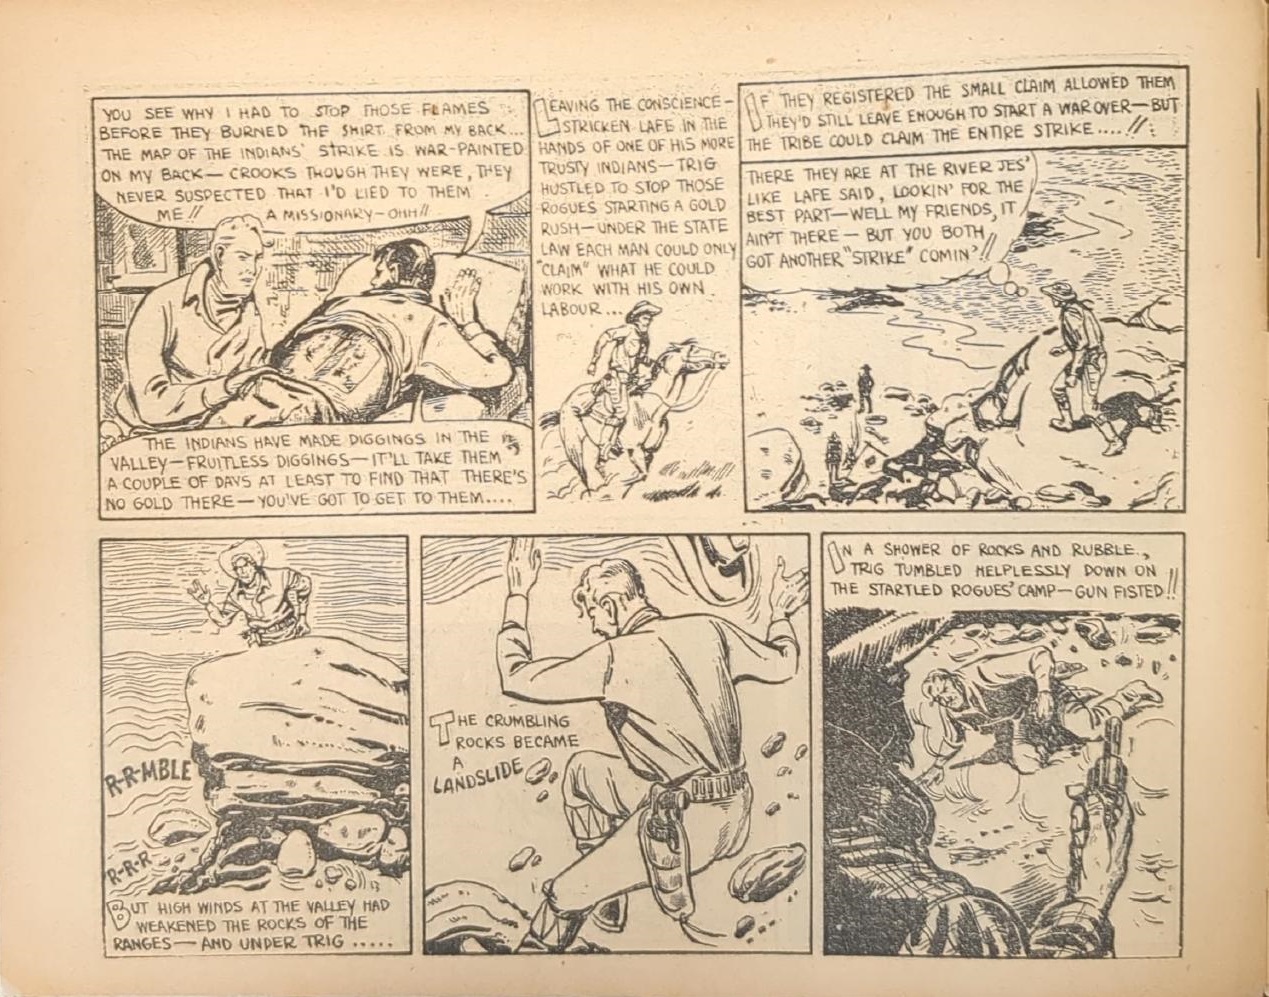 YOU SEE WHY I HAD TO STOP THOSE FLAMES
BEFORE THEY BURNED THE SHIRT FROM MY BACK...
THE MAP OF THE INDIANS' STRIKE IS WAR-PAINTED
ON MY BACK—CROOKS THOUGH THEY WERE, THEY
NEVER SUSPECTED THAT I'D LIED TO THEM
ME!! A MISSIONARY—OHH!!
THE INDIANS HAVE MADE DIGGINGS IN THE
VALLEY—FRUITLESS DIGGINGS—IT'LL TAKE THEM
A COUPLE OF DAYS AT LEAST TO FIND THAT THERE'S
NO GOLD THERE—YOU'VE GOT TO GET TO THEM....
LEAVING THE CONSCIENCE-
STRICKEN LAFE IN THE
HANDS OF ONE OF HIS MORE
TRUSTY INDIANS—TRIG
HUSTLED TO STOP THOSE
ROGUES STARTING A GOLD
RUSH—UNDER THE STATE
LAW EACH MAN COULD ONLY
"CLAIM" WHAT HE COULD
WORK WITH HIS OWN
LABOUR...
IF THEY REGISTERED THE SMALL CLAIM ALLOWED THEM
THEY'D STILL LEAVE ENOUGH TO START A WAR OVER—BUT
THE TRIBE COULD CLAIM THE ENTIRE STRIKE....!!
THERE THEY ARE AT THE RIVER JES'
LIKE LAFE SAID, LOOKIN' FOR THE
BEST PART—WELL MY FRIENDS, IT
AIN'T THERE—BUT YOU BOTH
GOT ANOTHER "STRIKE" COMIN'!!
R-R-MBLE
R-R-R
BUT HIGH WINDS AT THE VALLEY HAD
WEAKENED THE ROCKS OF THE
RANGES—AND UNDER TRIG .....
THE CRUMBLING
ROCKS BECAME
A
LANDSLIDE
IN A SHOWER OF ROCKS AND RUBBLE.,
TRIG TUMBLED HELPLESSLY DOWN ON
THE STARTLED ROGUES' CAMP—GUN FISTED!!